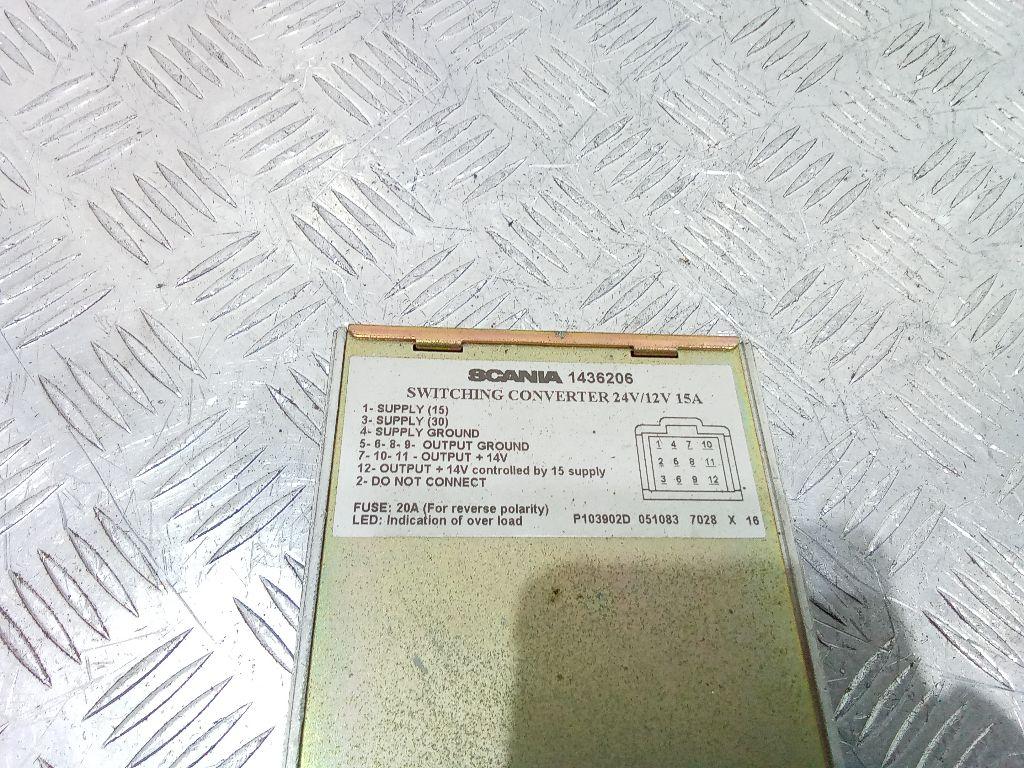 SCANIA 1436206
SWITCHING CONVERTER 24V/12V 15A
1- SUPPLY (15)
3- SUPPLY (30)
4- SUPPLY GROUND
5- 6- 8- 9- OUTPUT GROUND
7- 10- 11 - OUTPUT + 14V
12- OUTPUT + 14V controlled by 15 supply
2- DO NOT CONNECT
1 4 7 10
2 5 8 11
3 6 9 12
FUSE: 20A (For reverse polarity)
LED: Indication of over load
P103902D 051083 7028 X 16